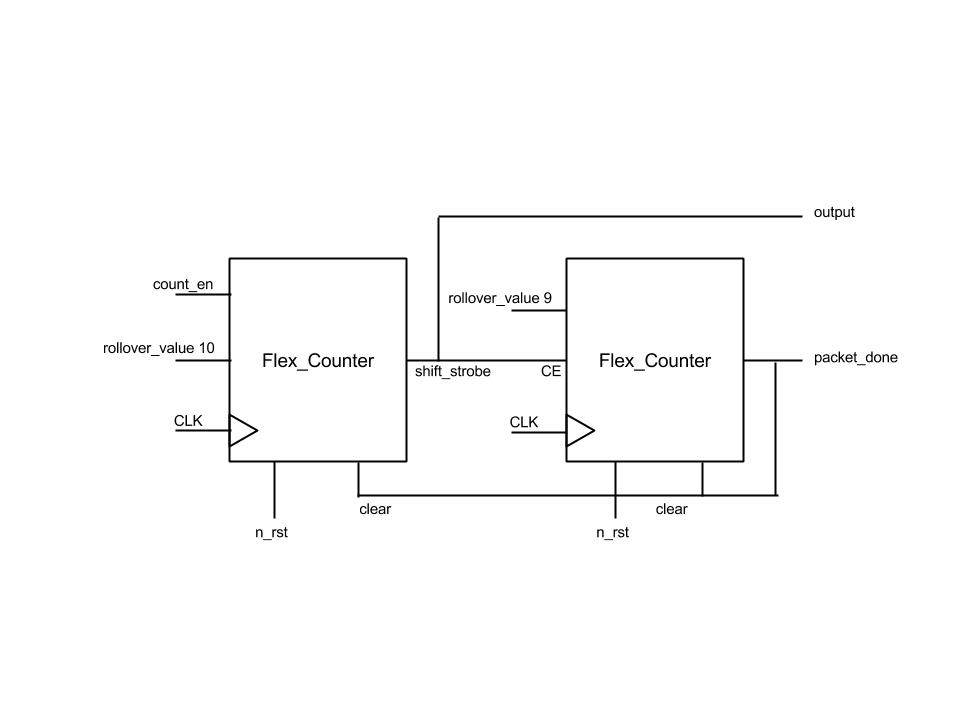 output
count_en
rollover_value 9
rollover_value 10
Flex_Counter
Flex_Counter
packet_done
shift_strobe
CE
CLK
CLK
clear
clear
n_rst
n_rst